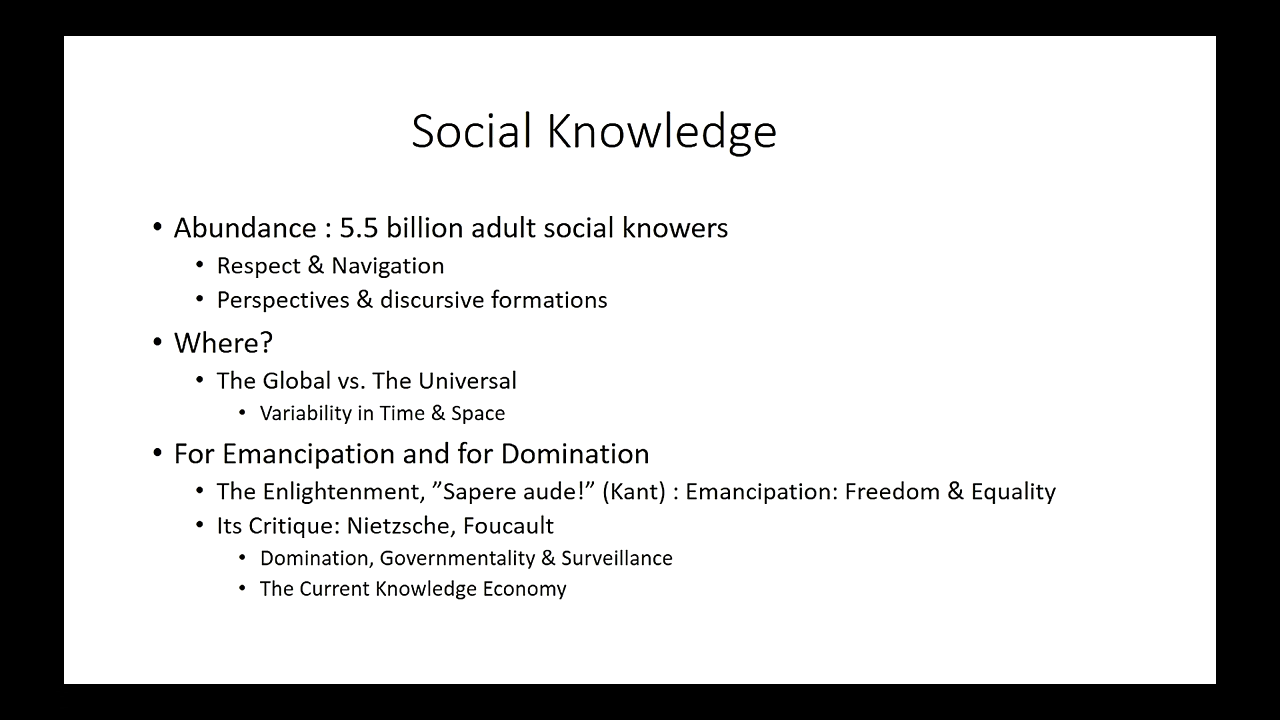 Social Knowledge
• Abundance : 5.5 billion adult social knowers
• Respect & Navigation
• Perspectives & discursive formations
• Where?
• The Global vs. The Universal
• Variability in Time & Space
• For Emancipation and for Domination
• The Enlightenment, ”Sapere aude!” (Kant) : Emancipation: Freedom & Equality
• Its Critique: Nietzsche, Foucault
• Domination, Governmentality & Surveillance
• The Current Knowledge Economy